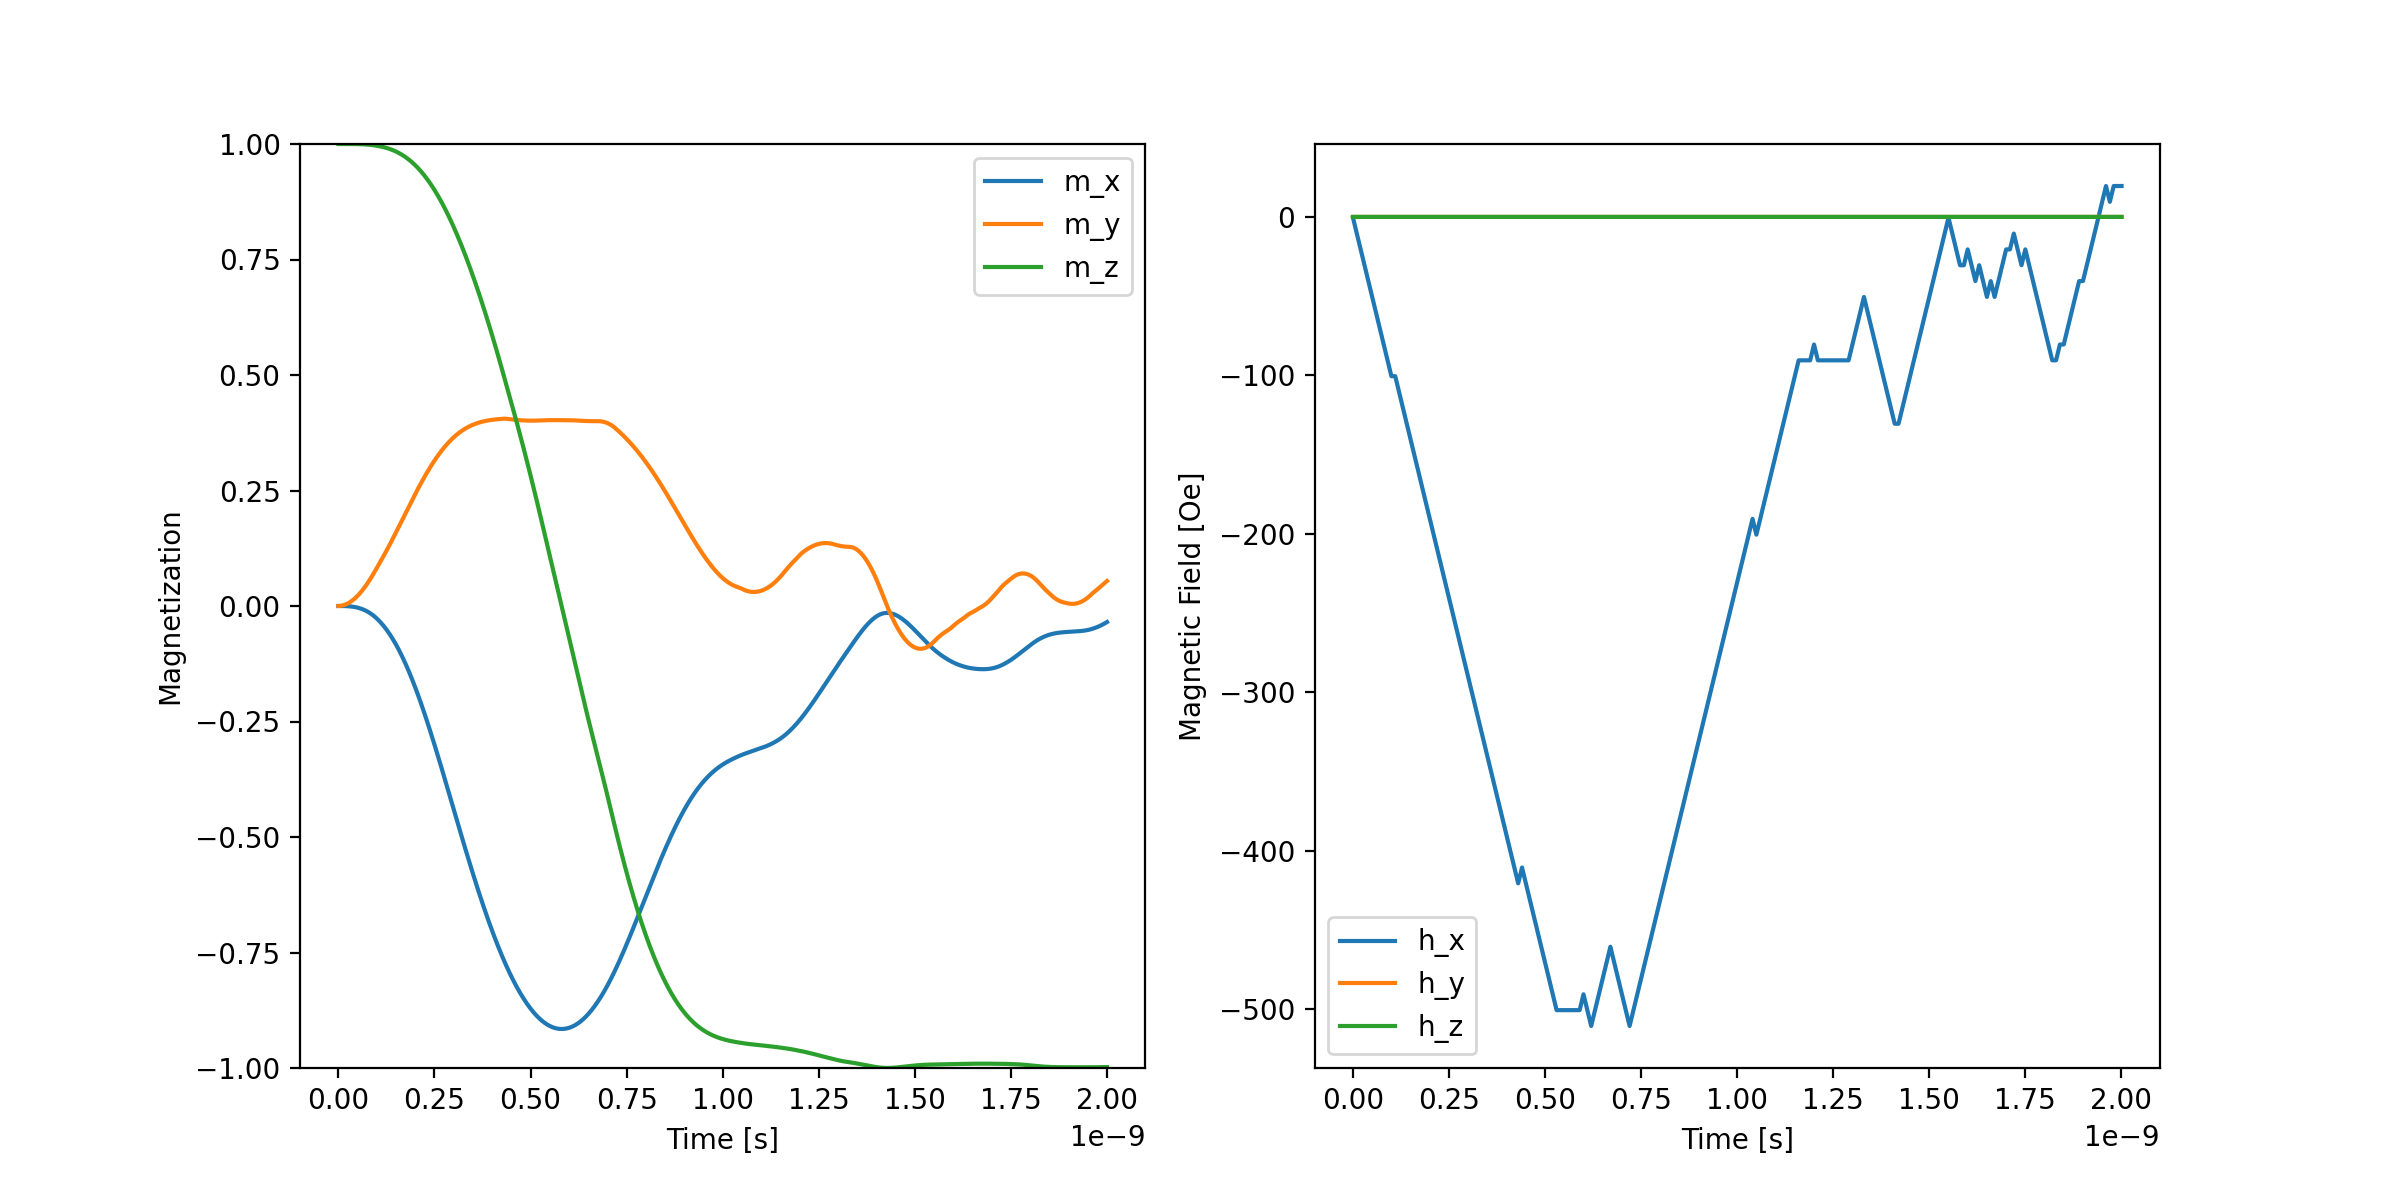 1.00
0.75
0.50
0.25
0.00
−0.25
−0.50
−0.75
−1.00
Magnetization
m_x
m_y
m_z
0.00 0.25 0.50 0.75 1.00 1.25 1.50 1.75 2.00
Time [s]
1e−9
0
−100
−200
−300
−400
−500
Magnetic Field [Oe]
h_x
h_y
h_z
0.00 0.25 0.50 0.75 1.00 1.25 1.50 1.75 2.00
Time [s]
1e−9